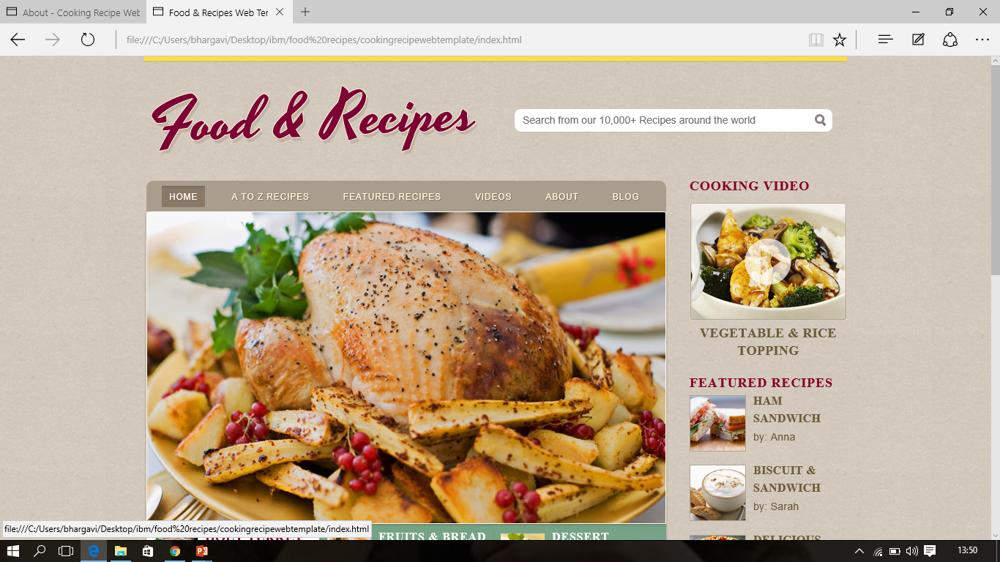 About - Cooking Recipe Web
Food & Recipes Web Ter
file:///C:/Users/bhargavi/Desktop/ibm/food%20recipes/cookingrecipewebtemplate/index.html
Food & Recipes
Search from our 10,000+ Recipes around the world
HOME A TO Z RECIPES FEATURED RECIPES VIDEOS ABOUT BLOG
COOKING VIDEO
VEGETABLE & RICE
TOPPING
FEATURED RECIPES
HAM
SANDWICH
by: Anna
BISCUIT &
SANDWICH
by: Sarah
DELICIOUS
FRUITS & BREAD
DESSERT
file:///C:/Users/bhargavi/Desktop/ibm/food%20recipes/cookingrecipewebtemplate/index.html
13:50